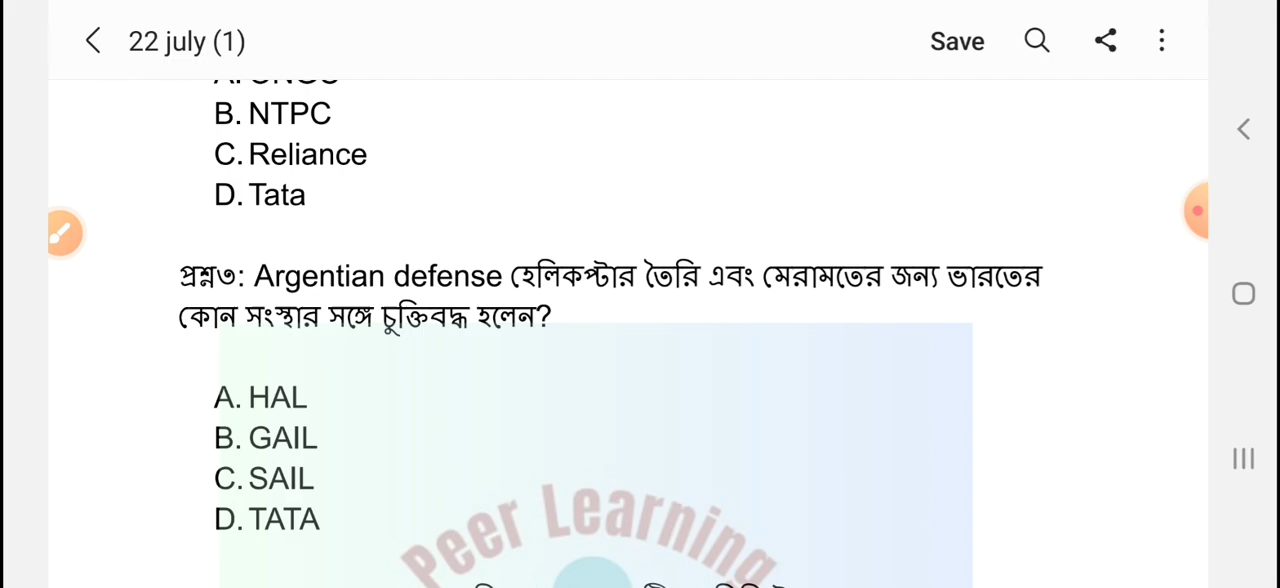 22 july (1)
Save
B. NTPC
C. Reliance
D. Tata
প্রশ্ন৩: Argentian defense হেলিকপ্টার তৈরি এবং মেরামতের জন্য ভারতের
কোন সংস্থার সঙ্গে চুক্তিবদ্ধ হলেন?
A. HAL
B. GAIL
C. SAIL
D. TATA
Peer Learning